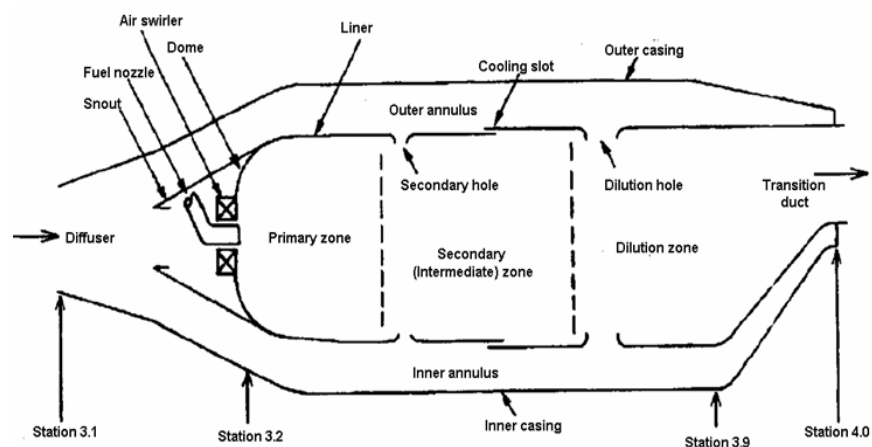 Air swirler
Dome
Liner
Outer casing
Cooling slot
Fuel nozzle
Snout
Outer annulus
Secondary hole
Dilution hole
Transition
duct
Diffuser
Primary zone
Secondary
(Intermediate) zone
Dilution zone
Inner annulus
Inner casing
Station 3.1
Station 3.2
Station 3.9
Station 4.0